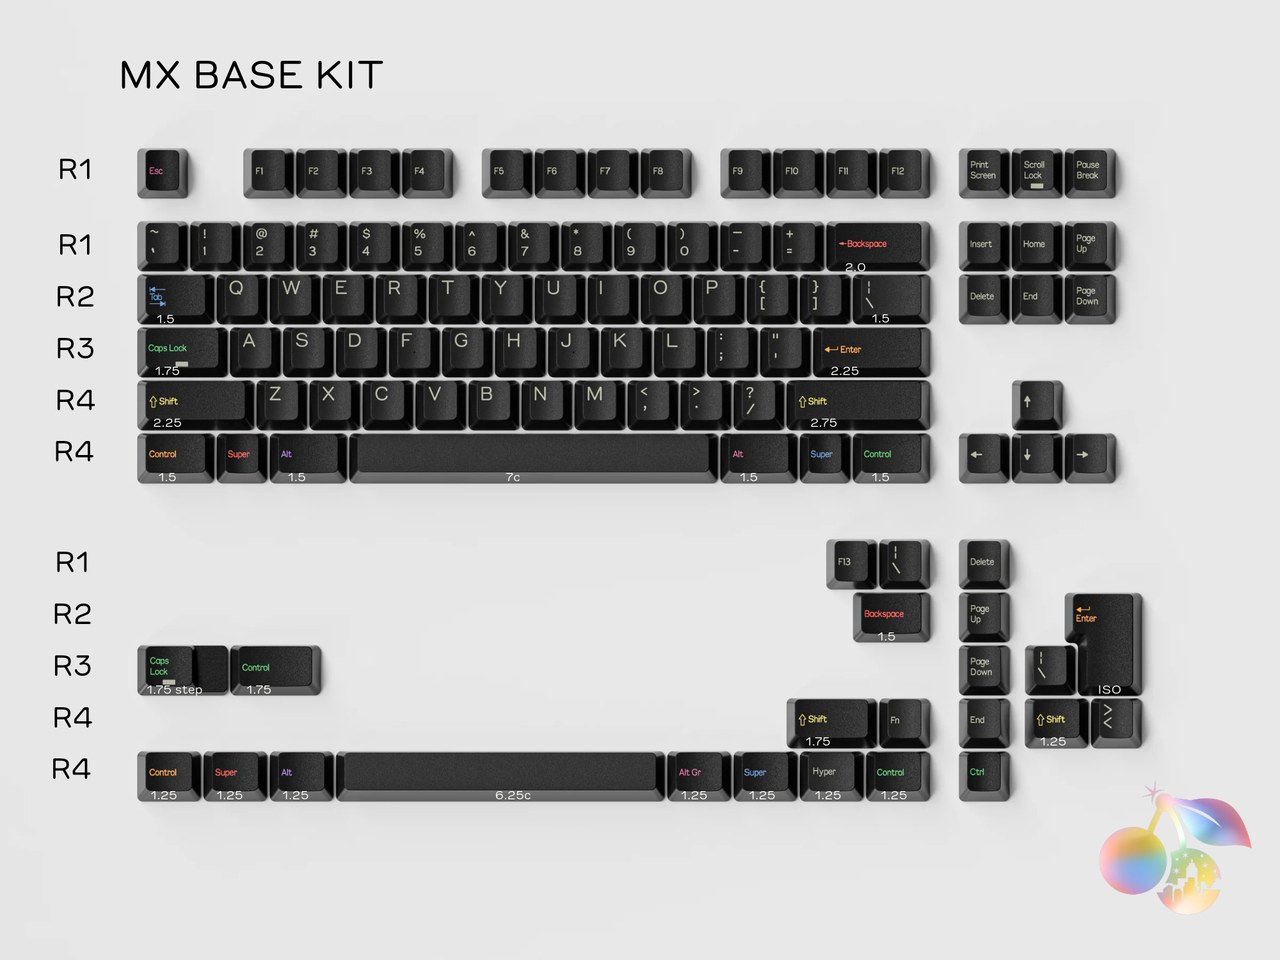 MX BASE KIT
R1 Esc F1 F2 F3 F4 F5 F6 F7 F8 F9 F10 F11 F12 Print Screen Scroll Lock Pause Break
R1 ~ ` ! 1 @ 2 # 3 $ 4 % 5 ^ 6 & 7 * 8 ( 9 ) 0 _ - + = ←Backspace 2.0 Insert Home Page Up
R2 Tab 1.5 Q W E R T Y U I O P { [ } ] ¦ \ 1.5 Delete End Page Down
R3 Caps Lock 1.75 A S D F G H J K L : ; " ' Enter 2.25
R4 ⇧ Shift 2.25 Z X C V B N M < , > . ? / ⇧ Shift 2.75 ↑
R4 Control 1.5 Super Alt 1.5 7c Alt 1.5 Super Control 1.5 ← ↓ →
R1 F13 ¦ \ Delete
R2 Backspace 1.5 Page Up Enter
R3 Caps Lock 1.75 step Control 1.75 Page Down ¦ \ ISO
R4 ⇧ Shift 1.75 Fn End ⇧ Shift 1.25 > <
R4 Control 1.25 Super 1.25 Alt 1.25 6.25c Alt Gr 1.25 Super 1.25 Hyper 1.25 Control 1.25 Ctrl